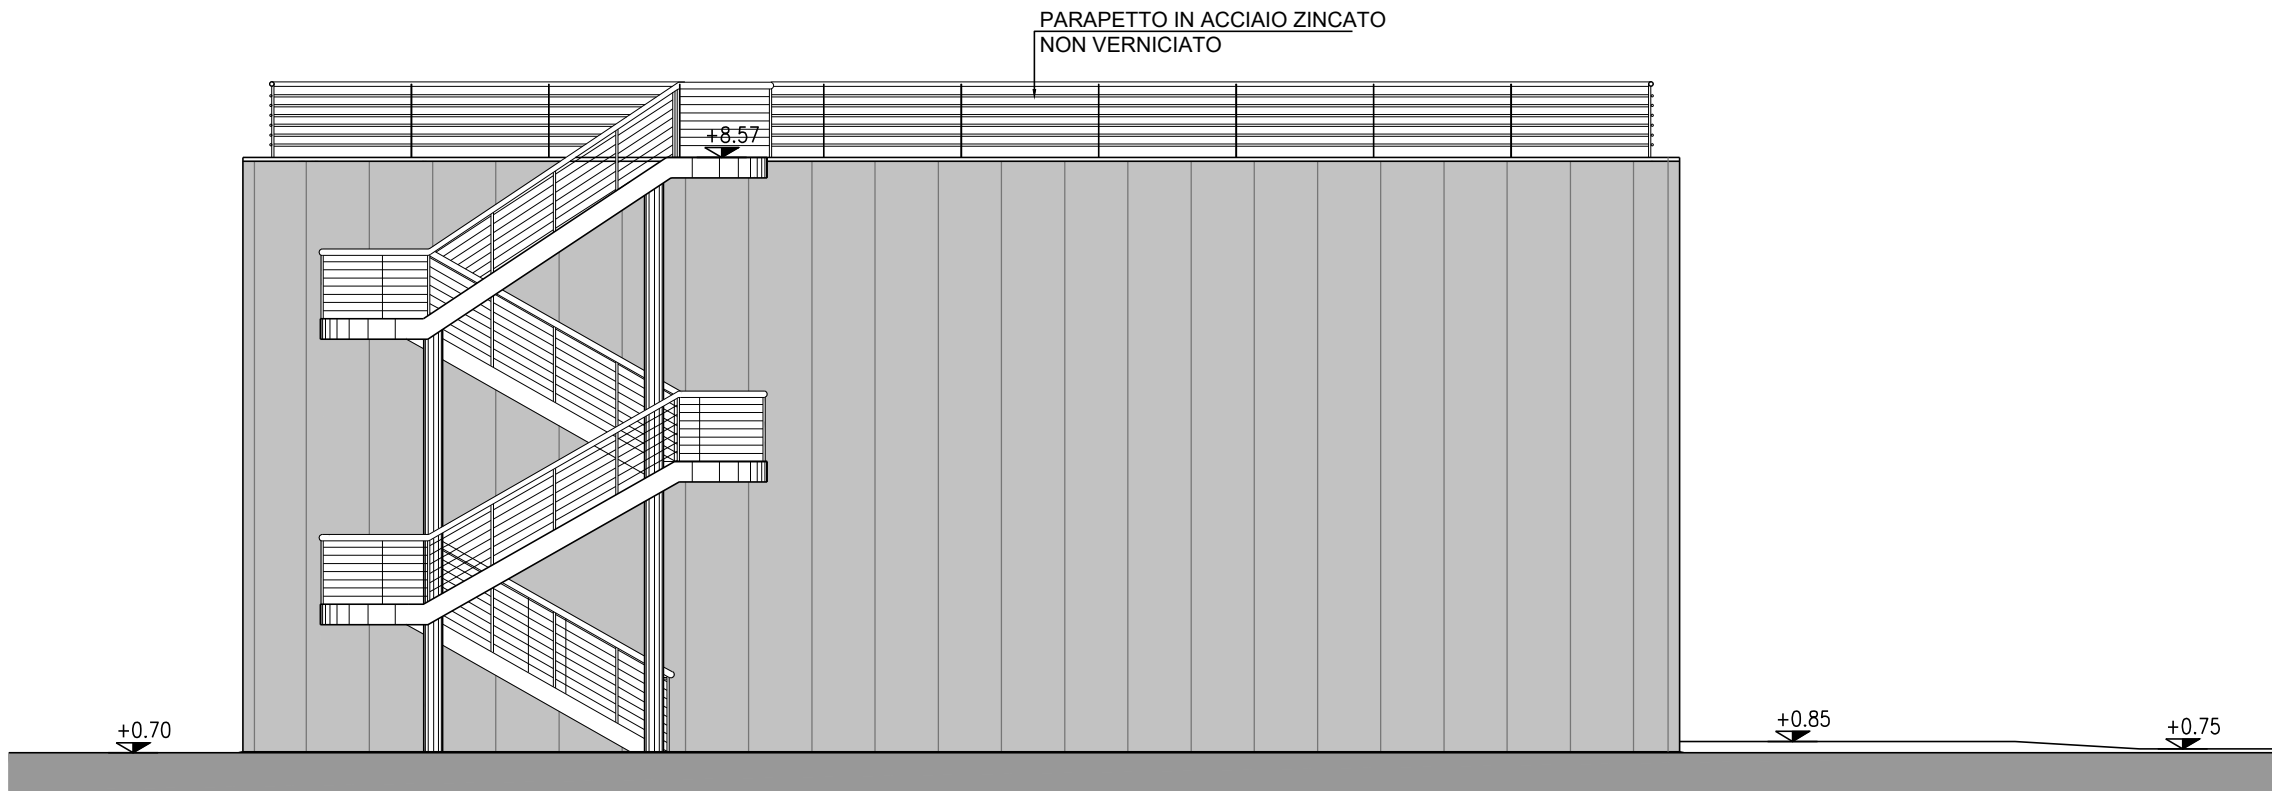 PARAPETTO IN ACCIAIO ZINCATO
NON VERNICIATO
+8.57
+0.70
+0.85
+0.75